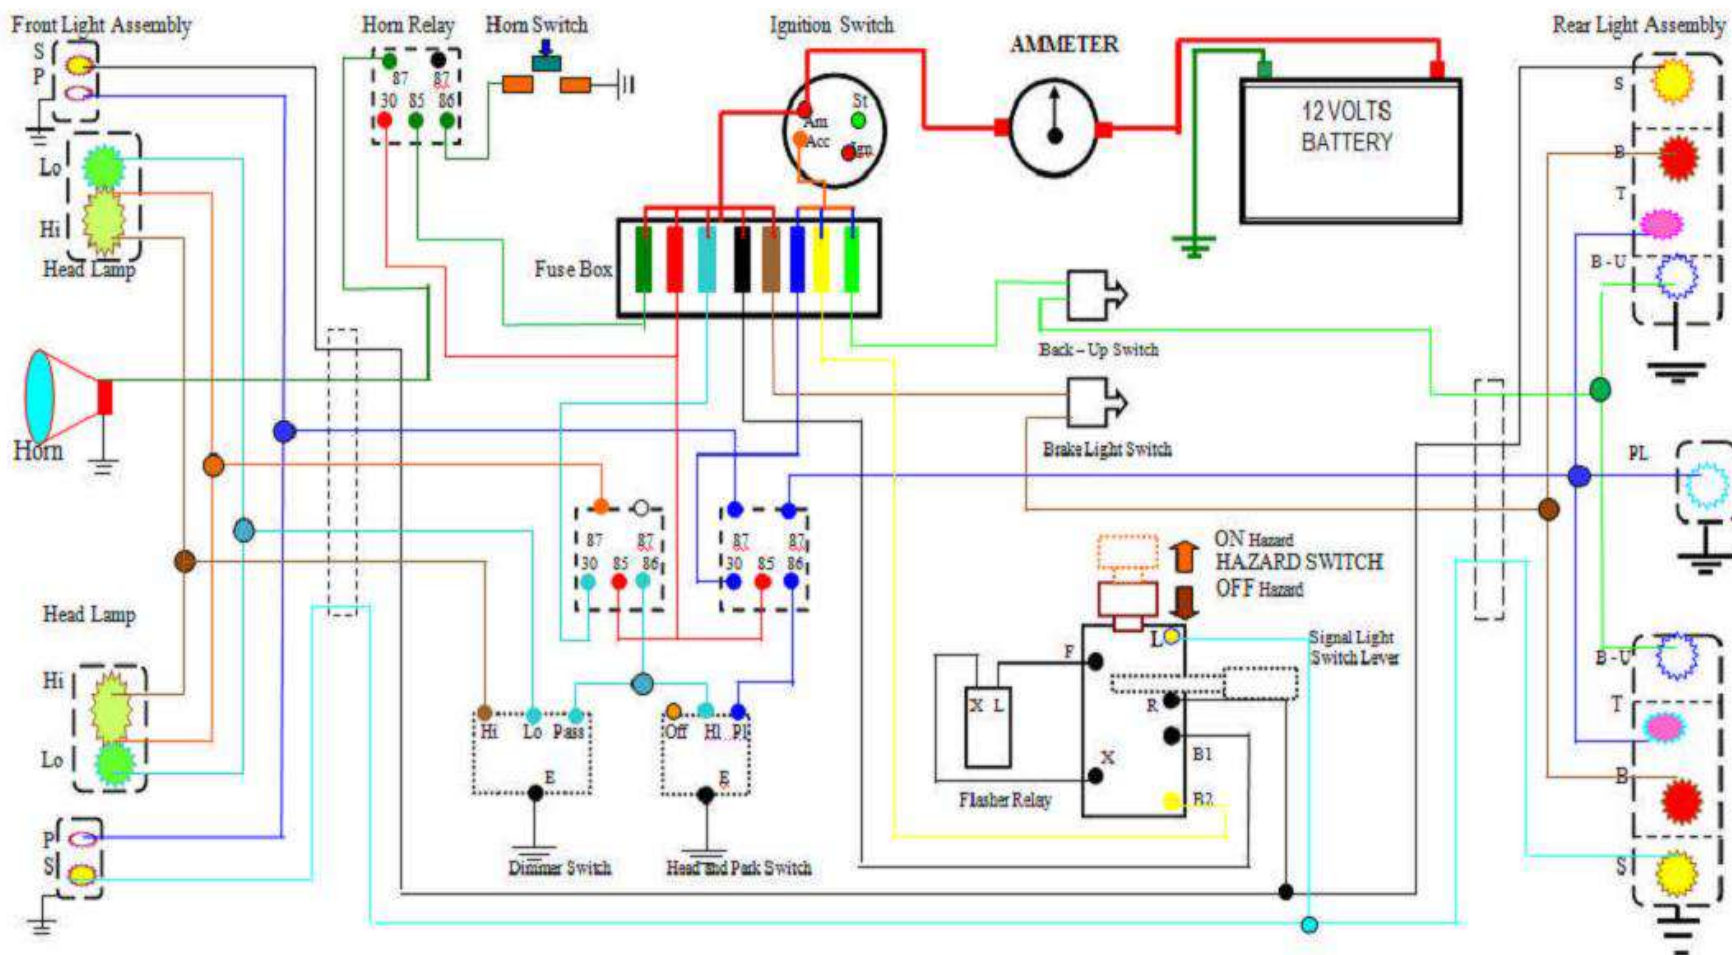 Front Light Assembly
Horn Relay
Horn Switch
Ignition Switch
AMMETER
Rear Light Assembly
S
P
87
87
30
85
86
Am
St
Acc
Ign
12 VOLTS
BATTERY
S
B
T
B-U
Lo
Hi
Head Lamp
Fuse Box
Back – Up Switch
Horn
Brake Light Switch
PL
87
87
30
85
86
87
87
30
85
86
ON Hazard
HAZARD SWITCH
OFF Hazard
Head Lamp
Signal Light
Switch Lever
L
F
B-U
Hi
Lo
X L
R
T
Hi
Lo
Pass
Off
Hl
Pl
B1
X
B
E
E
Flasher Relay
B2
P
S
Dimmer Switch
Head and Park Switch
S